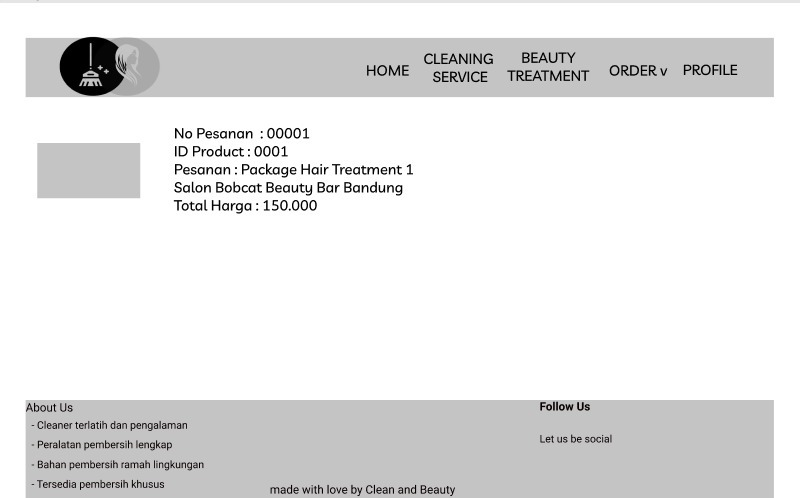 HOME
CLEANING
SERVICE
BEAUTY
TREATMENT
ORDER v
PROFILE
No Pesanan : 00001
ID Product : 0001
Pesanan : Package Hair Treatment 1
Salon Bobcat Beauty Bar Bandung
Total Harga : 150.000
About Us
- Cleaner terlatih dan pengalaman
- Peralatan pembersih lengkap
- Bahan pembersih ramah lingkungan
- Tersedia pembersih khusus
made with love by Clean and Beauty
Follow Us
Let us be social